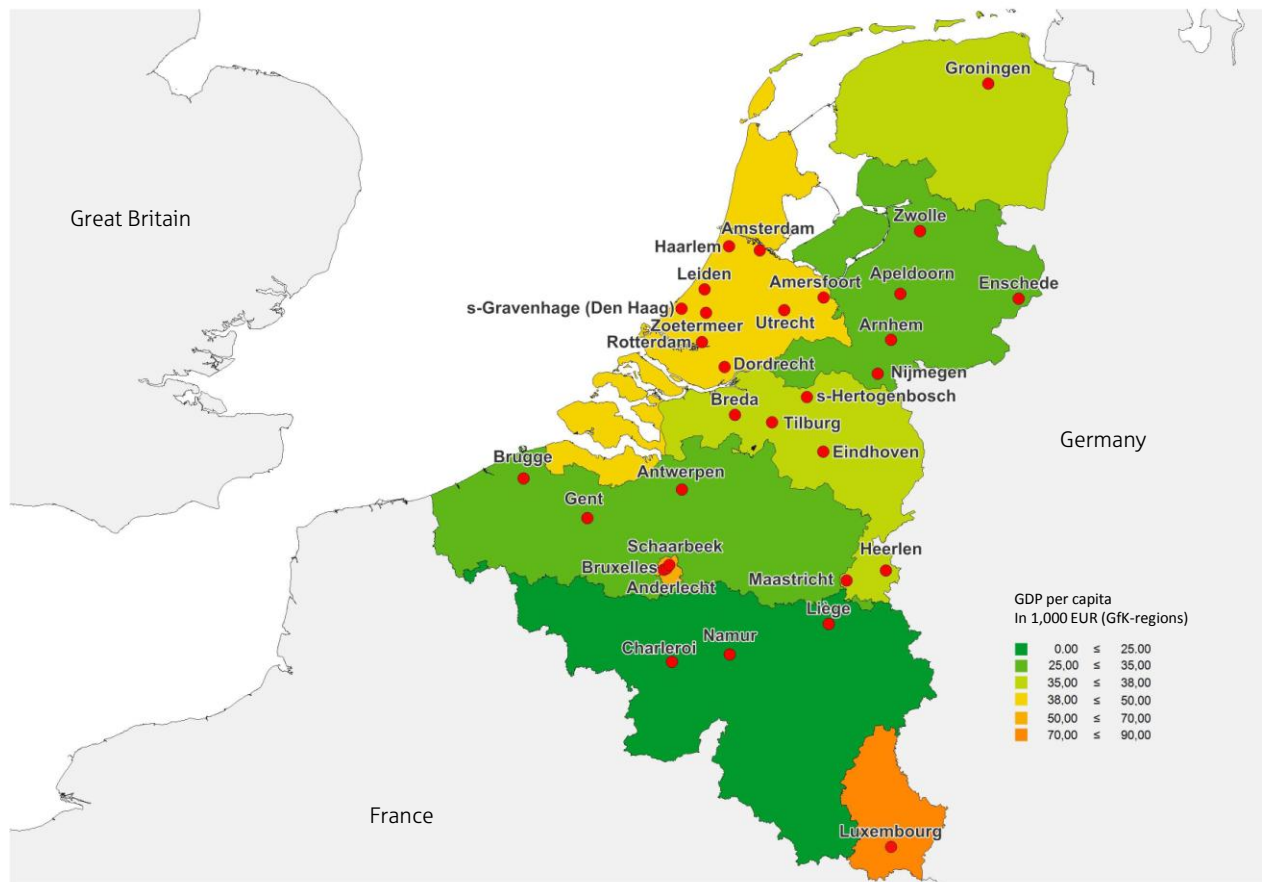 Groningen
Great Britain
Zwolle
Amsterdam
Haarlem
Leiden
Amersfoort
Apeldoorn
Enschede
s-Gravenhage (Den Haag)
Zoetermeer
Utrecht
Arnhem
Rotterdam
Dordrecht
Nijmegen
Breda
s-Hertogenbosch
Tilburg
Germany
Eindhoven
Brugge
Antwerpen
Gent
Schaarbeek
Heerlen
Bruxelles
Maastricht
Anderlecht
Liège
GDP per capita
In 1,000 EUR (GfK-regions)
Namur
Charleroi
0,00 ≤ 25,00
25,00 ≤ 35,00
35,00 ≤ 38,00
38,00 ≤ 50,00
50,00 ≤ 70,00
70,00 ≤ 90,00
France
Luxembourg